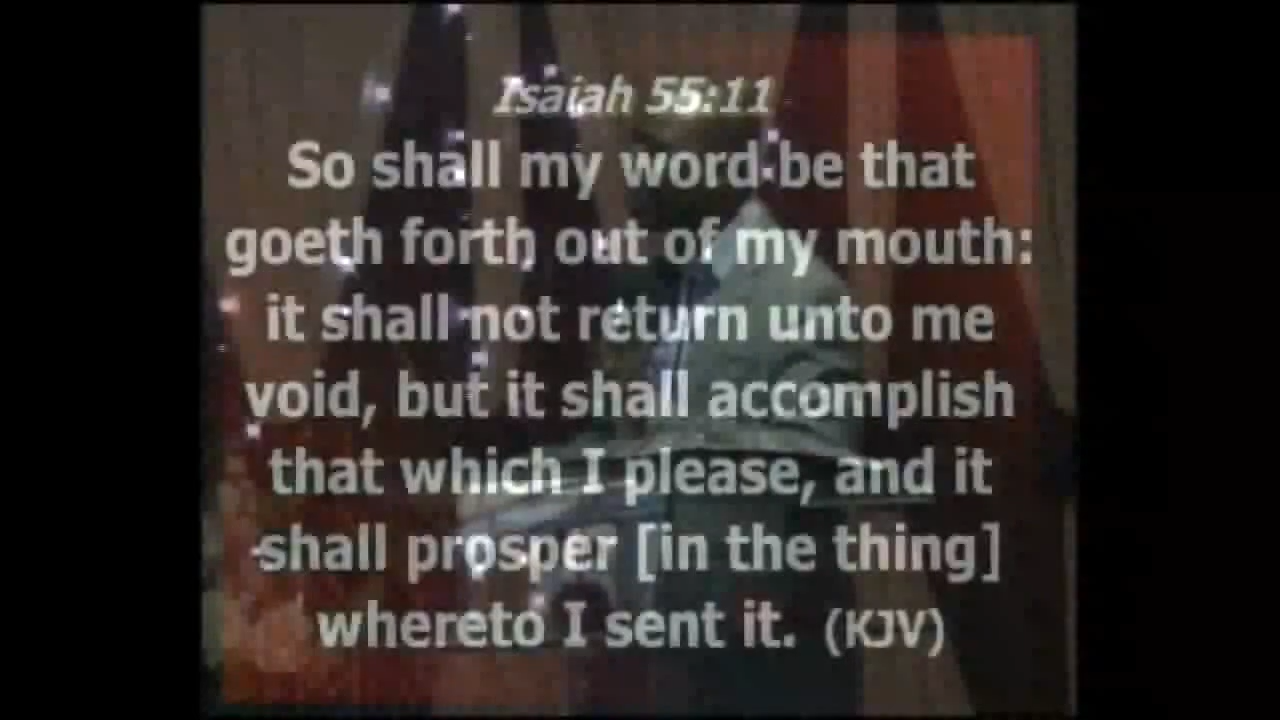 Isaiah 55:11
So shall my word be that
goeth forth out of my mouth:
it shall not return unto me
void, but it shall accomplish
that which I please, and it
shall prosper [in the thing]
whereto I sent it. (KJV)